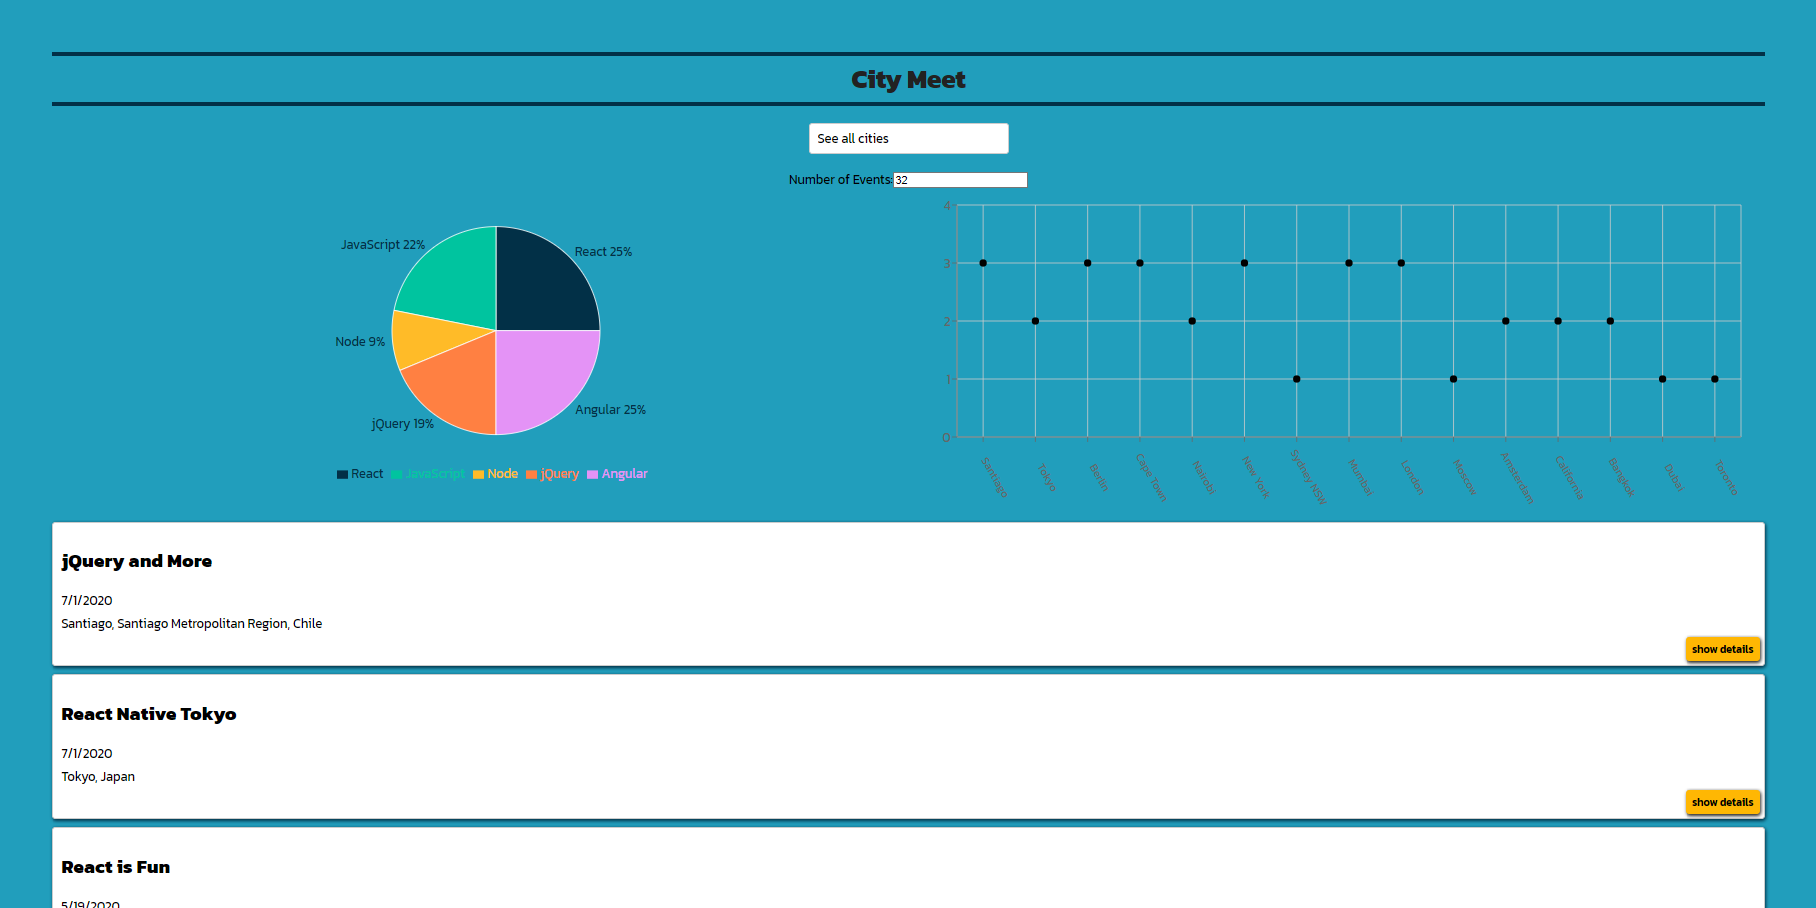 City Meet
See all cities
Number of Events: 32
JavaScript 22%
React 25%
Node 9%
Angular 25%
jQuery 19%
React JavaScript Node jQuery Angular
4
3
2
1
0
Santiago
Tokyo
Berlin
Cape Town
Nairobi
New York
Sydney NSW
Mumbai
London
Moscow
Amsterdam
California
Bangkok
Dubai
Toronto
jQuery and More
7/1/2020
Santiago, Santiago Metropolitan Region, Chile
show details
React Native Tokyo
7/1/2020
Tokyo, Japan
show details
React is Fun
5/19/2020